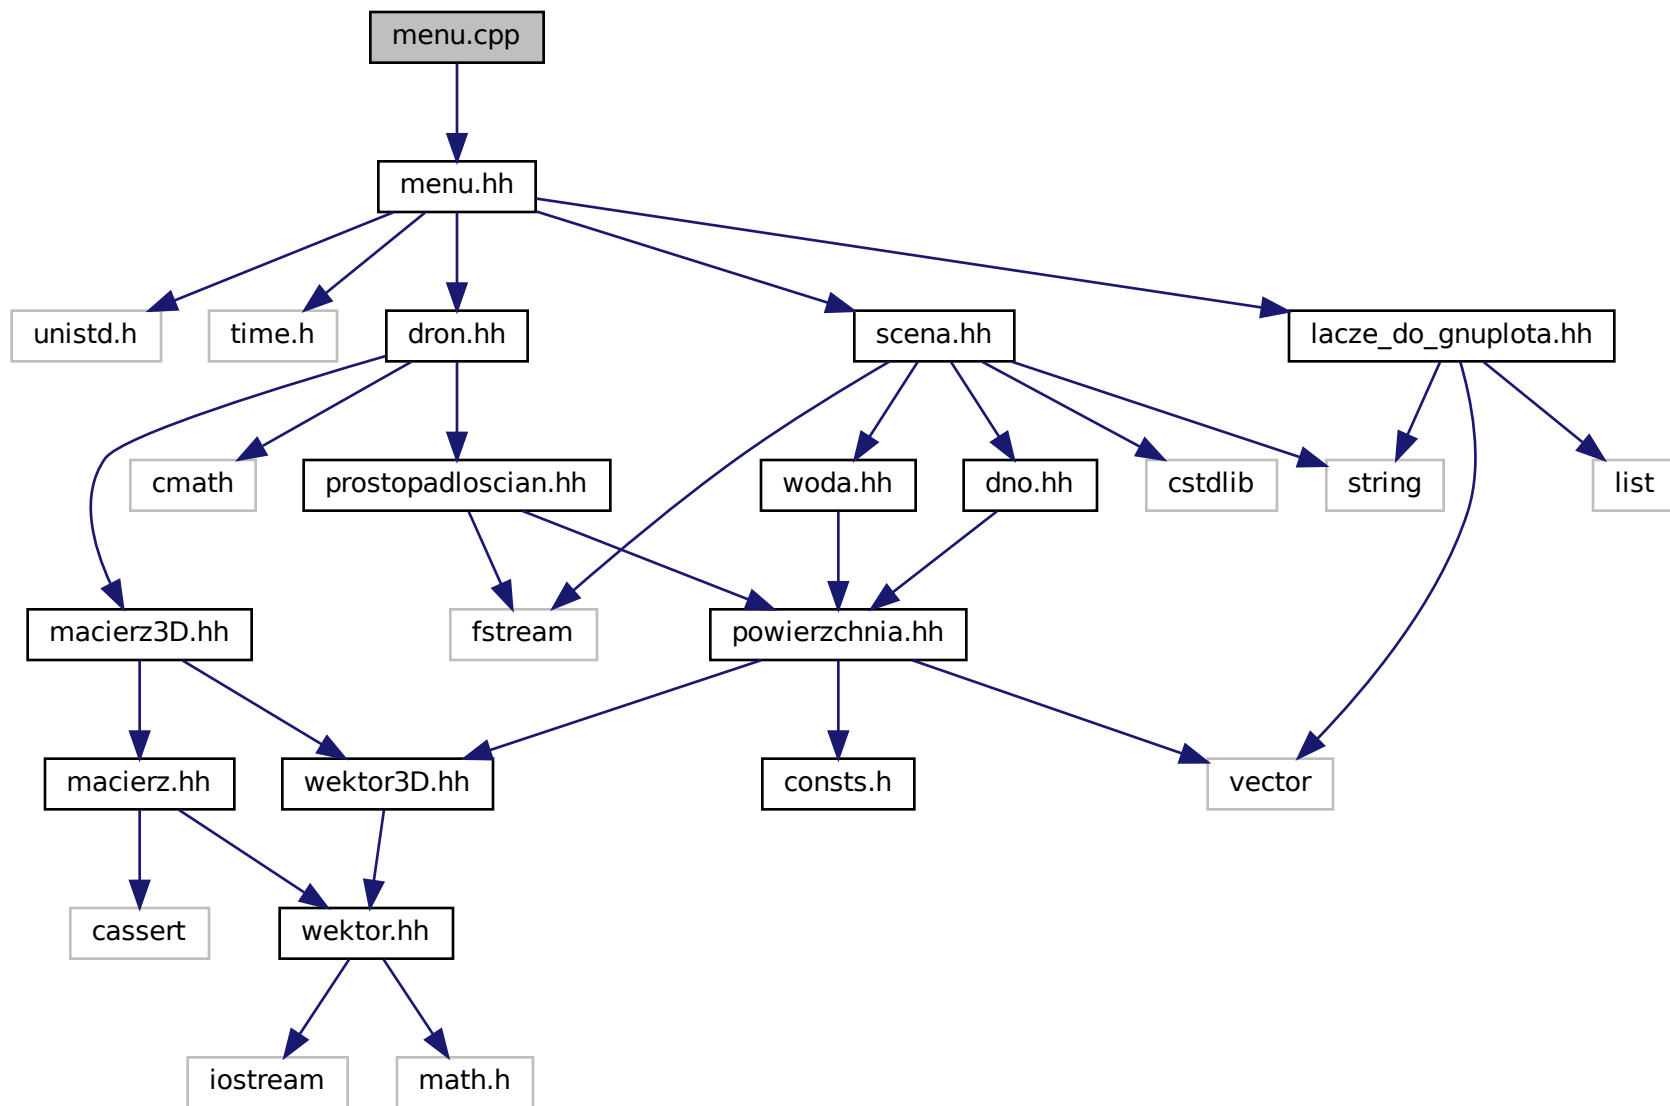 menu.cpp
menu.hh
unistd.h
time.h
dron.hh
scena.hh
lacze_do_gnuplota.hh
cmath
prostopadloscian.hh
woda.hh
dno.hh
cstdlib
string
list
macierz3D.hh
fstream
powierzchnia.hh
macierz.hh
wektor3D.hh
consts.h
vector
cassert
wektor.hh
iostream
math.h